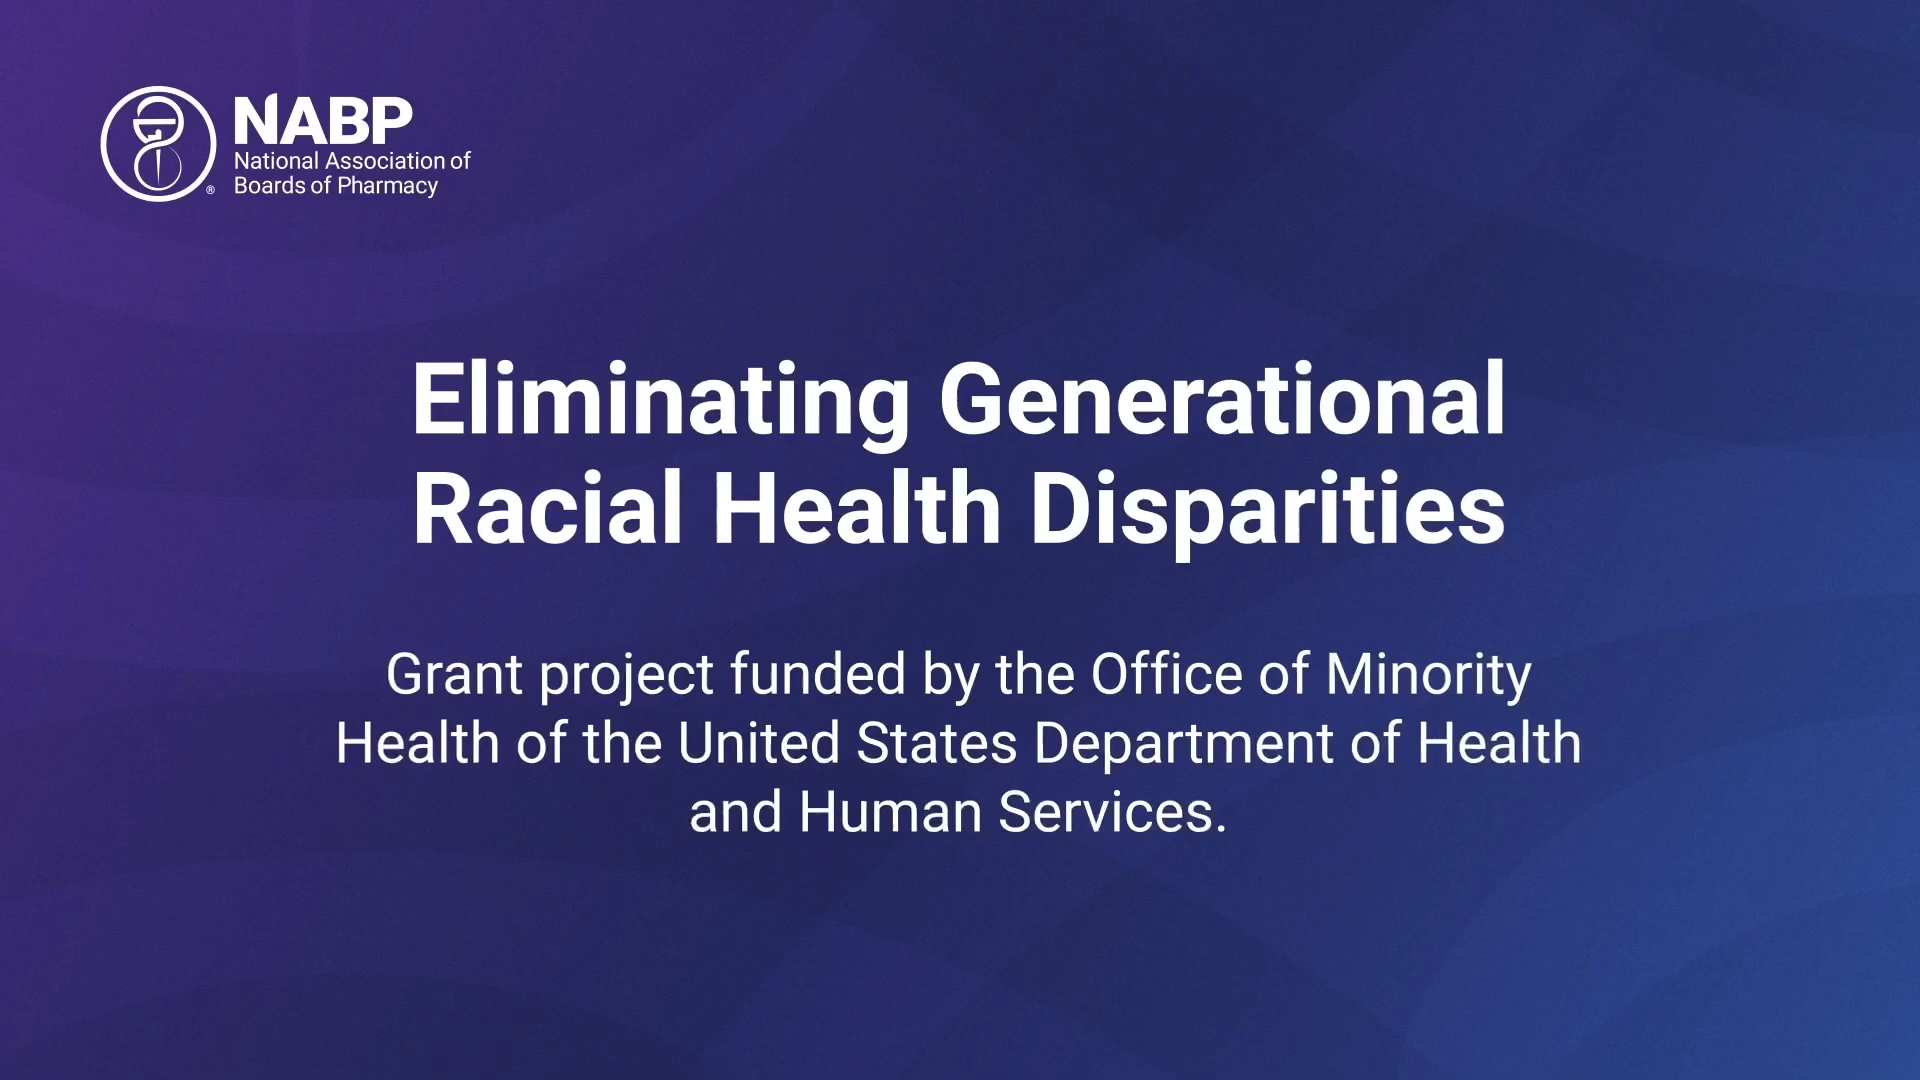 NABP
National Association of
Boards of Pharmacy
®
Eliminating Generational
Racial Health Disparities
Grant project funded by the Office of Minority
Health of the United States Department of Health
and Human Services.